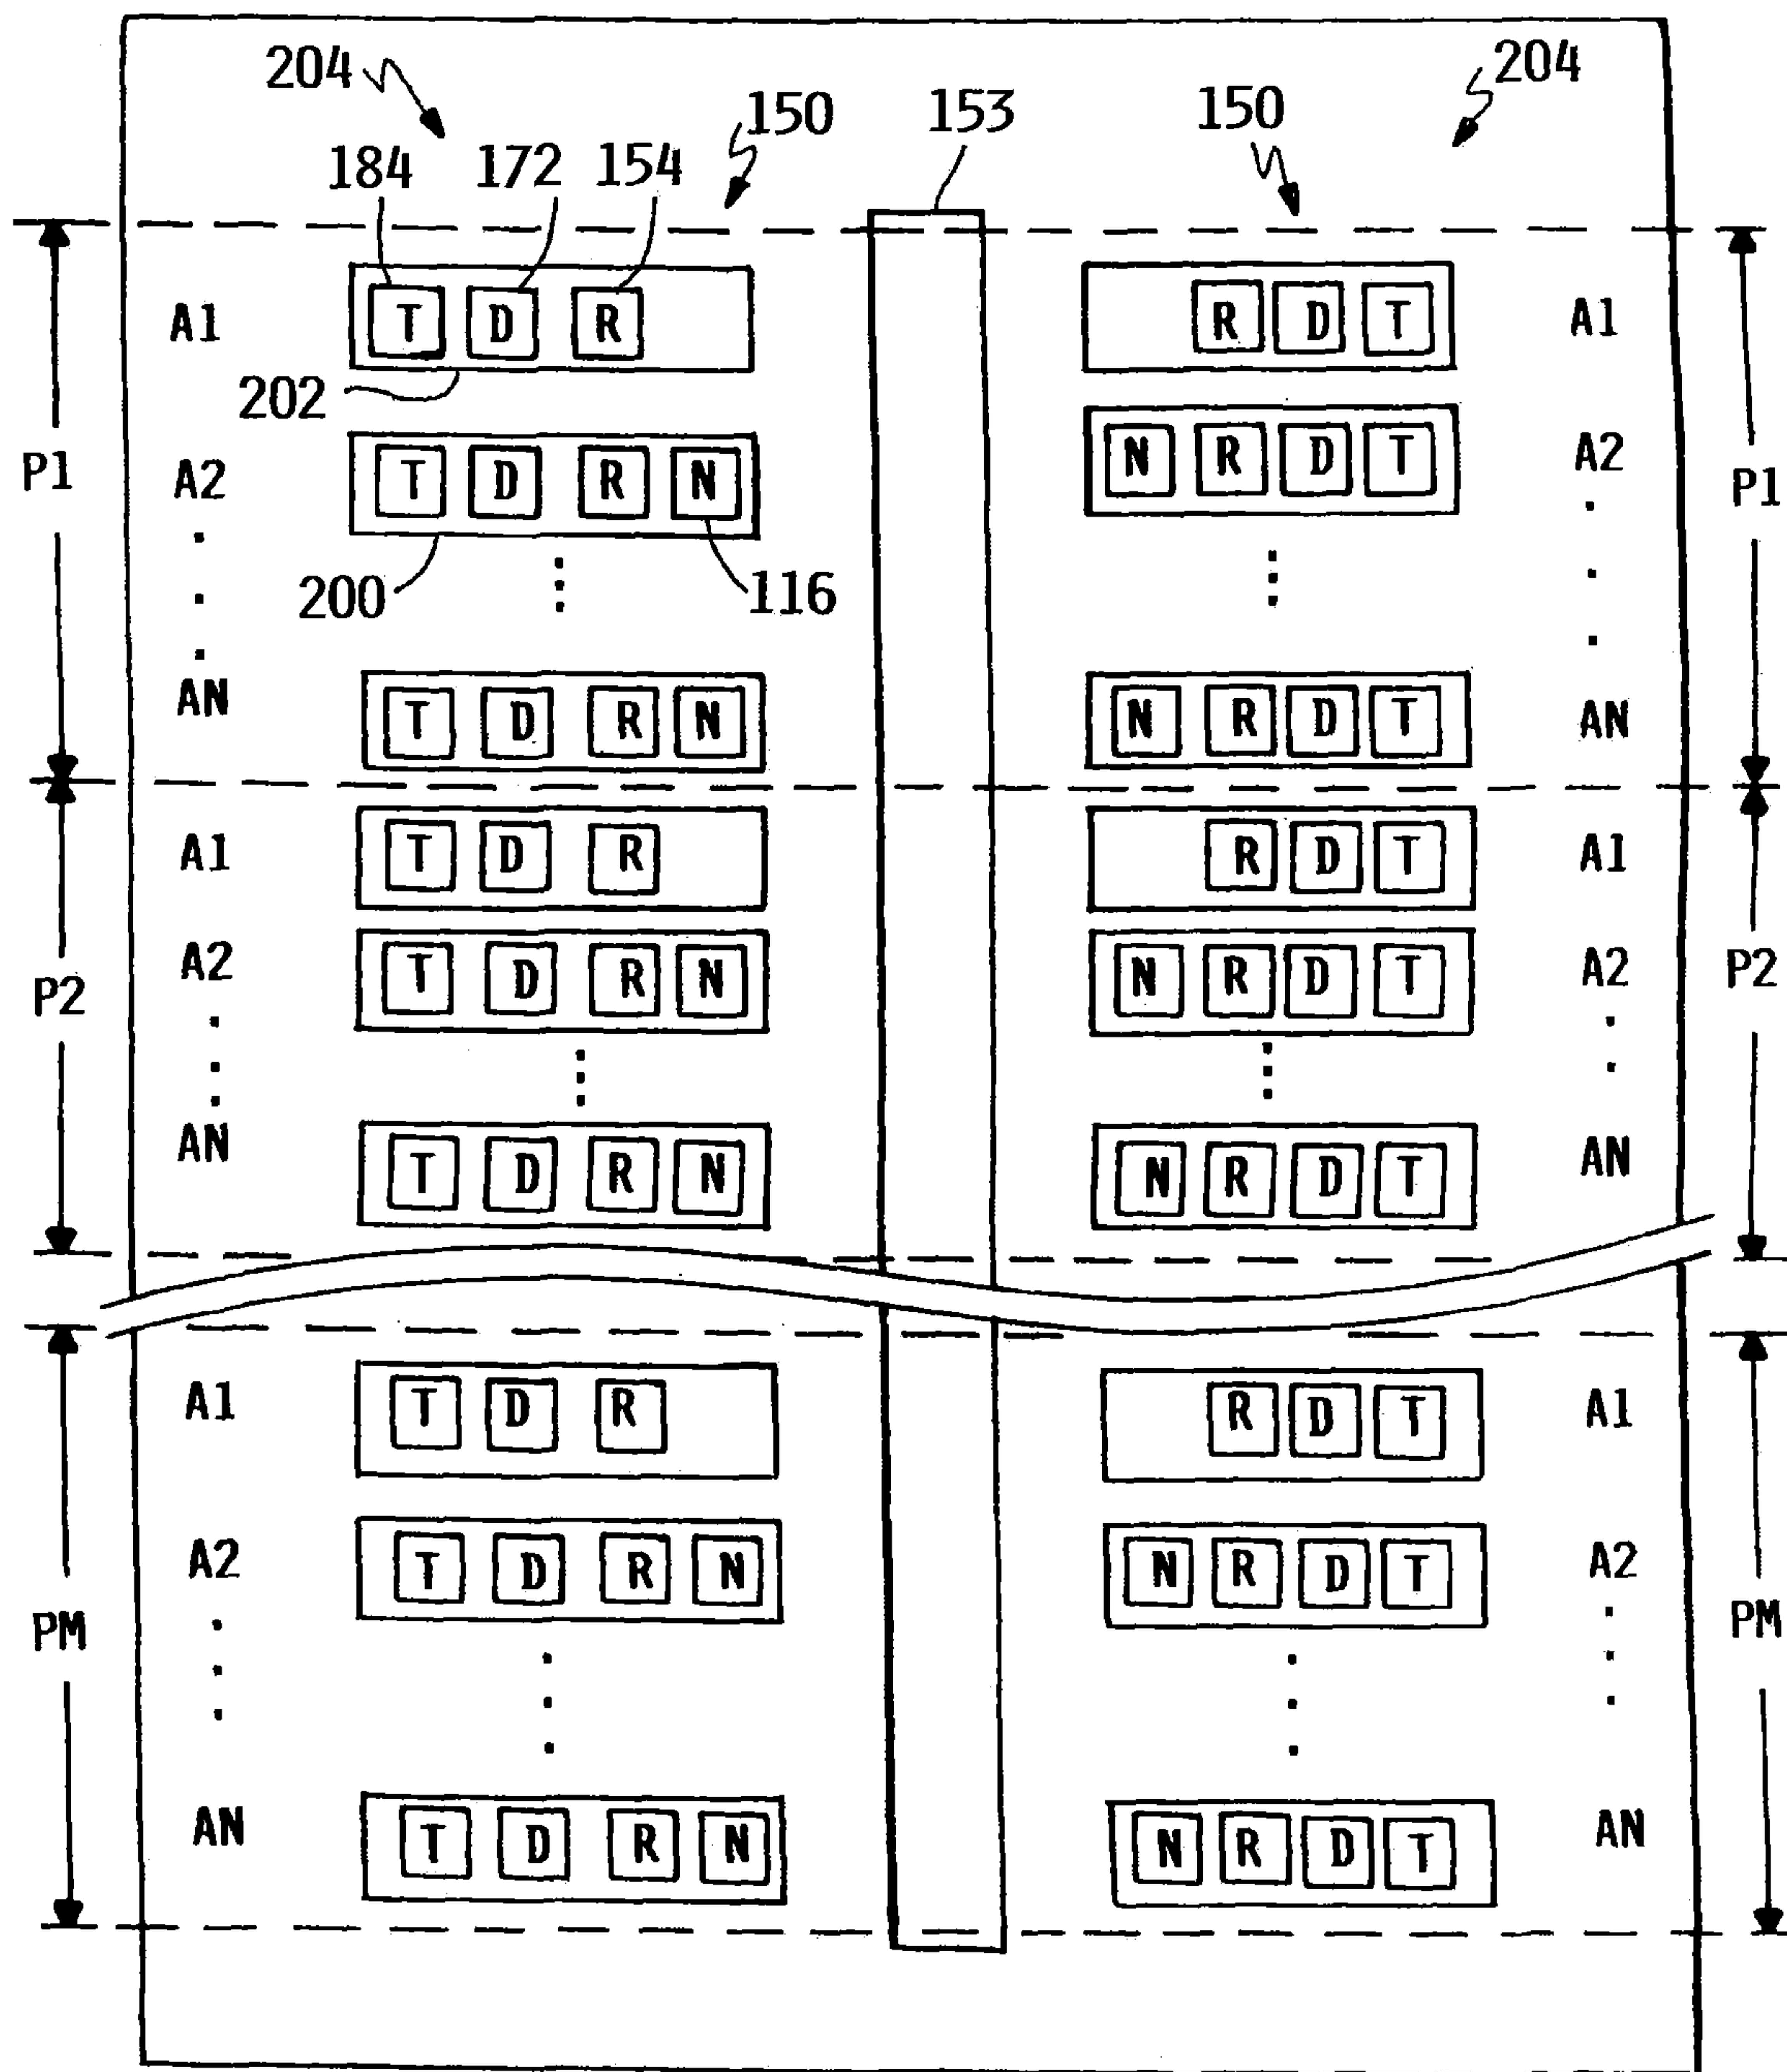 204 150 153 150 204
184 172 154
A1 T D R R D T A1
202
P1 A2 T D R N N R D T A2 P1
200 116
AN T D R N N R D T AN
A1 T D R R D T A1
P2 A2 T D R N N R D T A2 P2
AN T D R N N R D T AN
A1 T D R R D T A1
A2 T D R N N R D T A2
PM PM
AN T D R N N R D T AN